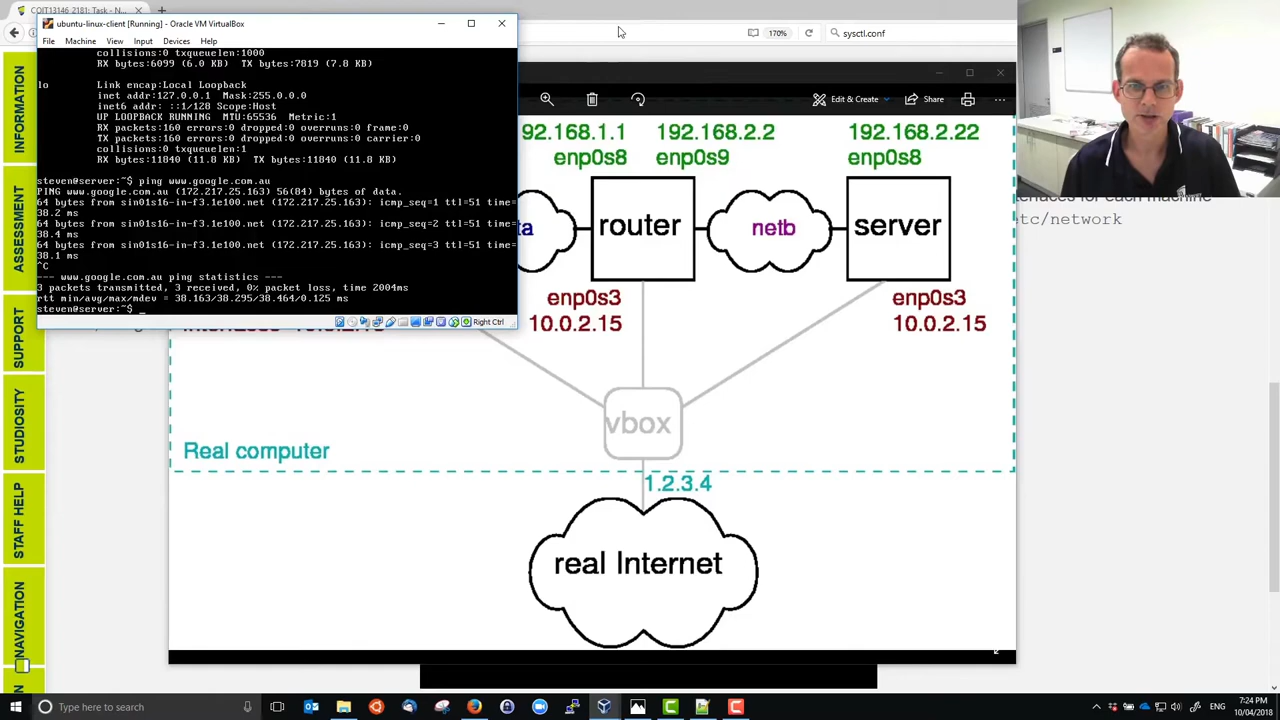 COIT13146 2181: Task -
170%
sysctl.conf
ubuntu-linux-client [Running] - Oracle VM VirtualBox
File Machine View Input Devices Help
collisions:0 txqueuelen:1000
RX bytes:6099 (6.0 KB) TX bytes:7819 (7.8 KB)
lo Link encap:Local Loopback
inet addr:127.0.0.1 Mask:255.0.0.0
inet6 addr: ::1/128 Scope:Host
UP LOOPBACK RUNNING MTU:65536 Metric:1
RX packets:160 errors:0 dropped:0 overruns:0 frame:0
TX packets:160 errors:0 dropped:0 overruns:0 carrier:0
collisions:0 txqueuelen:1
RX bytes:11840 (11.8 KB) TX bytes:11840 (11.8 KB)
steven@server:~$ ping www.google.com.au
PING www.google.com.au (172.217.25.163) 56(84) bytes of data.
64 bytes from sin01s16-in-f3.1e100.net (172.217.25.163): icmp_seq=1 ttl=51 time=
38.2 ms
64 bytes from sin01s16-in-f3.1e100.net (172.217.25.163): icmp_seq=2 ttl=51 time=
38.4 ms
64 bytes from sin01s16-in-f3.1e100.net (172.217.25.163): icmp_seq=3 ttl=51 time=
38.1 ms
^C
--- www.google.com.au ping statistics ---
3 packets transmitted, 3 received, 0% packet loss, time 2004ms
rtt min/avg/max/mdev = 38.163/38.295/38.464/0.125 ms
steven@server:~$ _
Right Ctrl
Edit & Create Share
92.168.1.1 192.168.2.2 192.168.2.22
enp0s8 enp0s9 enp0s8
router netb server
enp0s3 enp0s3
10.0.2.15 10.0.2.15
vbox
Real computer
1.2.3.4
real Internet
for each machine
tc/network
INFORMATION
ASSESSMENT
SUPPORT
STUDIOSITY
STAFF HELP
NAVIGATION
Type here to search
ENG
7:24 PM
10/04/2018